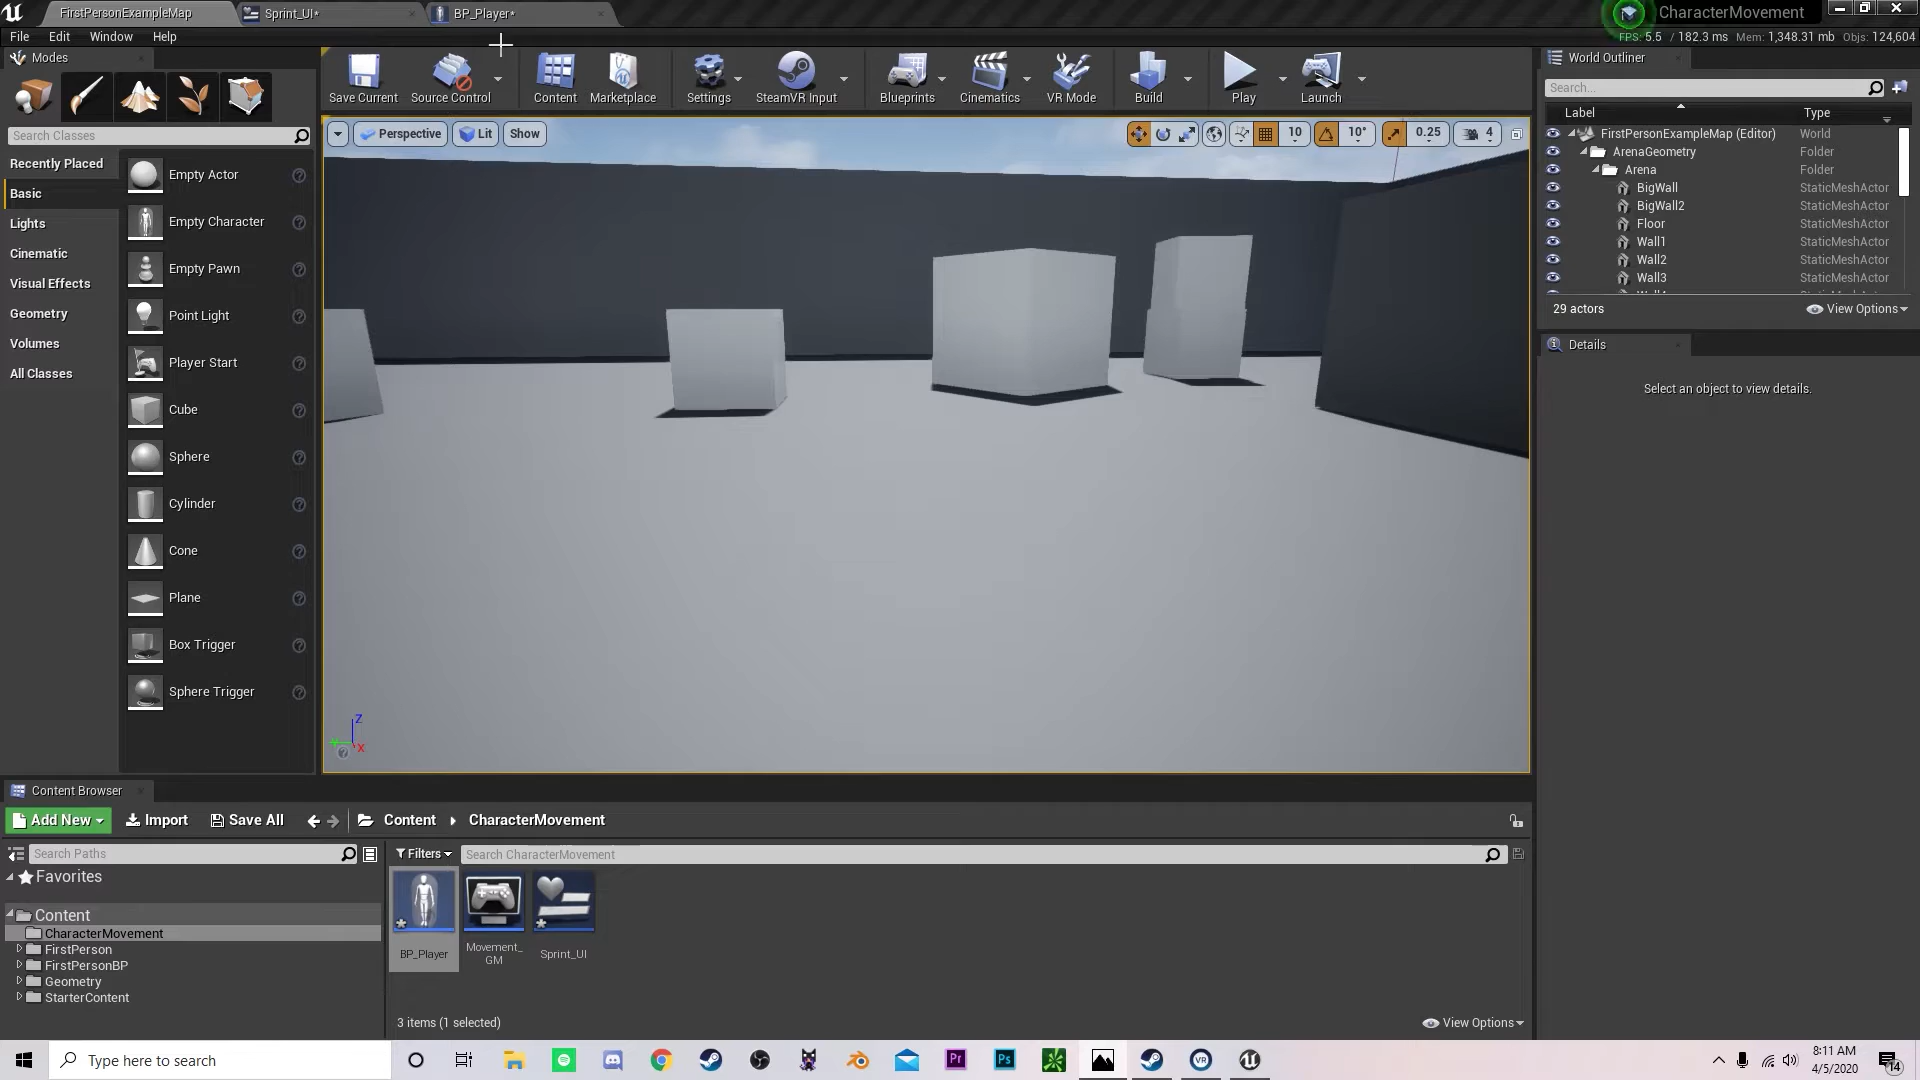 FirstPersonExampleMap
Sprint_UI*
BP_Player*
CharacterMovement
File Edit Window Help
FPS: 5.5 / 182.3 ms Mem: 1,348.31 mb Objs: 124,604
Modes
Search Classes
Recently Placed
Basic
Lights
Cinematic
Visual Effects
Geometry
Volumes
All Classes
Empty Actor
Empty Character
Empty Pawn
Point Light
Player Start
Cube
Sphere
Cylinder
Cone
Plane
Box Trigger
Sphere Trigger
Save Current
Source Control
Content
Marketplace
Settings
SteamVR Input
Blueprints
Cinematics
VR Mode
Build
Play
Launch
Perspective
Lit
Show
10
10°
0.25
4
Z
X
World Outliner
Search...
Label Type
FirstPersonExampleMap (Editor) World
ArenaGeometry Folder
Arena Folder
BigWall StaticMeshActor
BigWall2 StaticMeshActor
Floor StaticMeshActor
Wall1 StaticMeshActor
Wall2 StaticMeshActor
Wall3 StaticMeshActor
29 actors
View Options
Details
Select an object to view details.
Content Browser
Add New
Import
Save All
Content
CharacterMovement
Search Paths
Filters
Search CharacterMovement
Favorites
Content
CharacterMovement
FirstPerson
FirstPersonBP
Geometry
StarterContent
BP_Player
Movement_
GM
Sprint_UI
3 items (1 selected)
View Options
Type here to search
Pr
Ps
VR
8:11 AM
4/5/2020
14